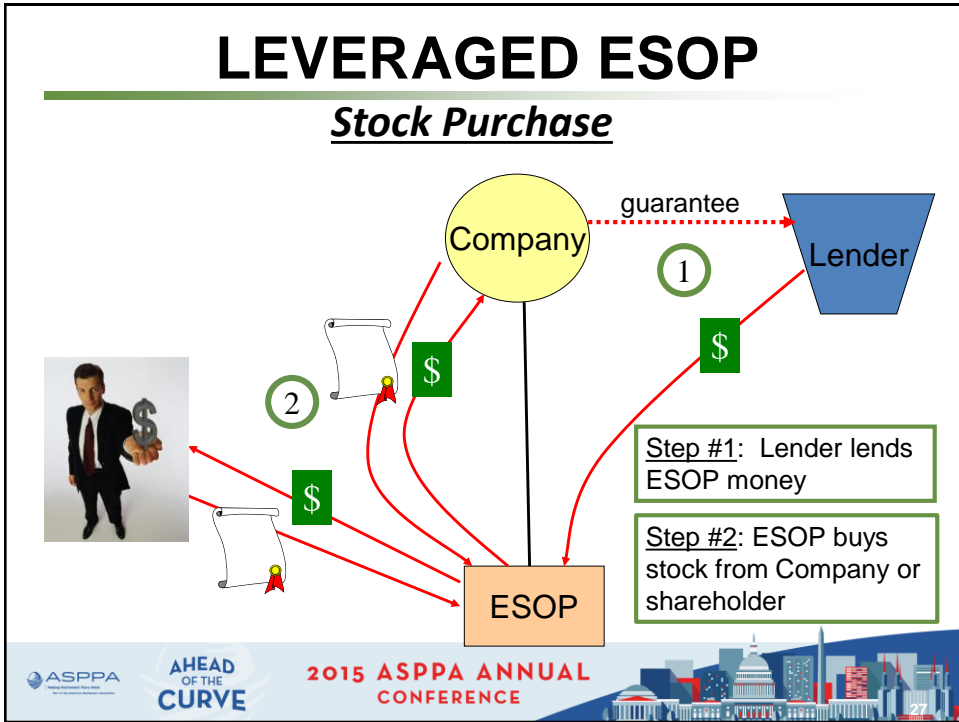 LEVERAGED ESOP
Stock Purchase
guarantee
Company
Lender
1
$
$
2
$
Step #1: Lender lends
ESOP money
Step #2: ESOP buys
stock from Company or
shareholder
ESOP
ASPPA
AHEAD
OF THE
CURVE
2015 ASPPA ANNUAL
CONFERENCE
27